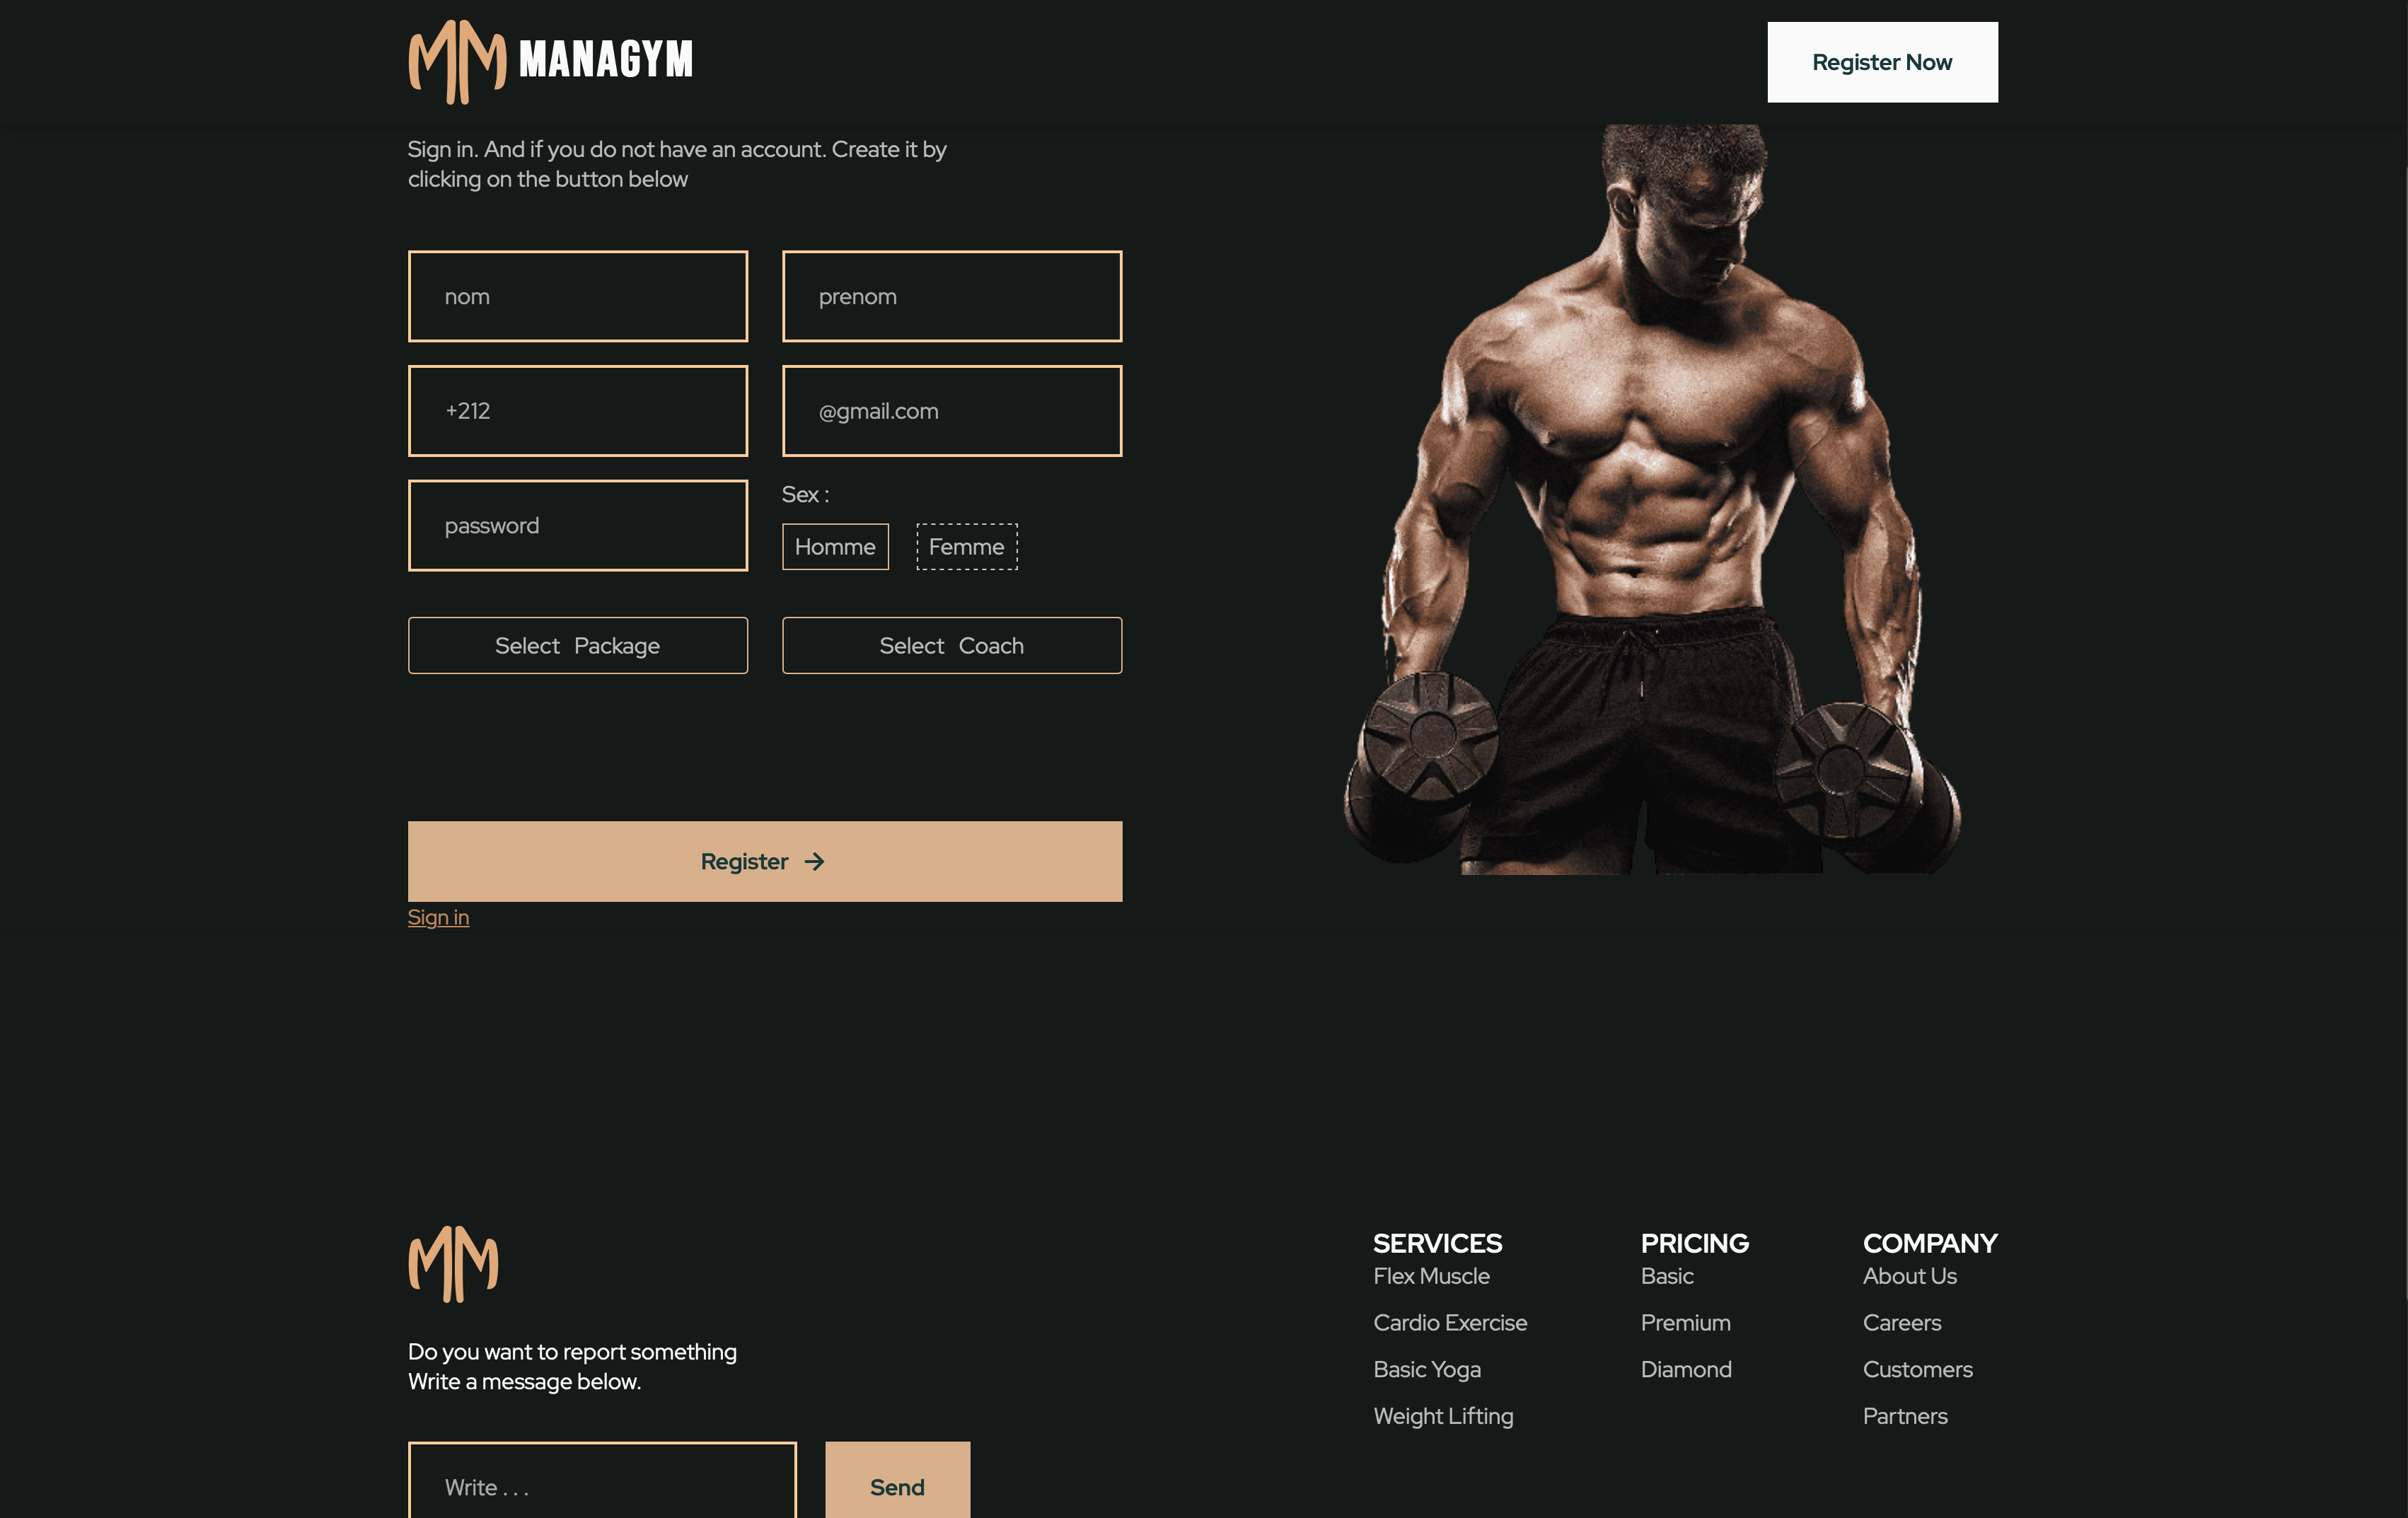 MANAGYM
Register Now
Sign in. And if you do not have an account. Create it by
clicking on the button below
nom
prenom
+212
@gmail.com
password
Sex :
Homme
Femme
Select Package
Select Coach
Register →
Sign in
Do you want to report something
Write a message below.
Write . . .
Send
SERVICES
Flex Muscle
Cardio Exercise
Basic Yoga
Weight Lifting
PRICING
Basic
Premium
Diamond
COMPANY
About Us
Careers
Customers
Partners